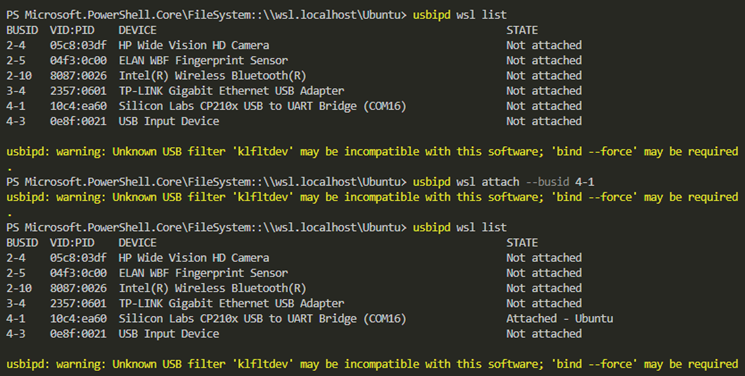 PS Microsoft.PowerShell.Core\FileSystem::\\wsl.localhost\Ubuntu> usbipd wsl list
BUSID  VID:PID    DEVICE                                                        STATE
2-4    05c8:03df  HP Wide Vision HD Camera                                      Not attached
2-5    04f3:0c00  ELAN WBF Fingerprint Sensor                                   Not attached
2-10   8087:0026  Intel(R) Wireless Bluetooth(R)                                Not attached
3-4    2357:0601  TP-LINK Gigabit Ethernet USB Adapter                          Not attached
4-1    10c4:ea60  Silicon Labs CP210x USB to UART Bridge (COM16)                Not attached
4-3    0e8f:0021  USB Input Device                                              Not attached
usbipd: warning: Unknown USB filter 'klfltdev' may be incompatible with this software; 'bind --force' may be required
.
PS Microsoft.PowerShell.Core\FileSystem::\\wsl.localhost\Ubuntu> usbipd wsl attach --busid 4-1
usbipd: warning: Unknown USB filter 'klfltdev' may be incompatible with this software; 'bind --force' may be required
.
PS Microsoft.PowerShell.Core\FileSystem::\\wsl.localhost\Ubuntu> usbipd wsl list
BUSID  VID:PID    DEVICE                                                        STATE
2-4    05c8:03df  HP Wide Vision HD Camera                                      Not attached
2-5    04f3:0c00  ELAN WBF Fingerprint Sensor                                   Not attached
2-10   8087:0026  Intel(R) Wireless Bluetooth(R)                                Not attached
3-4    2357:0601  TP-LINK Gigabit Ethernet USB Adapter                          Not attached
4-1    10c4:ea60  Silicon Labs CP210x USB to UART Bridge (COM16)                Attached - Ubuntu
4-3    0e8f:0021  USB Input Device                                              Not attached
usbipd: warning: Unknown USB filter 'klfltdev' may be incompatible with this software; 'bind --force' may be required